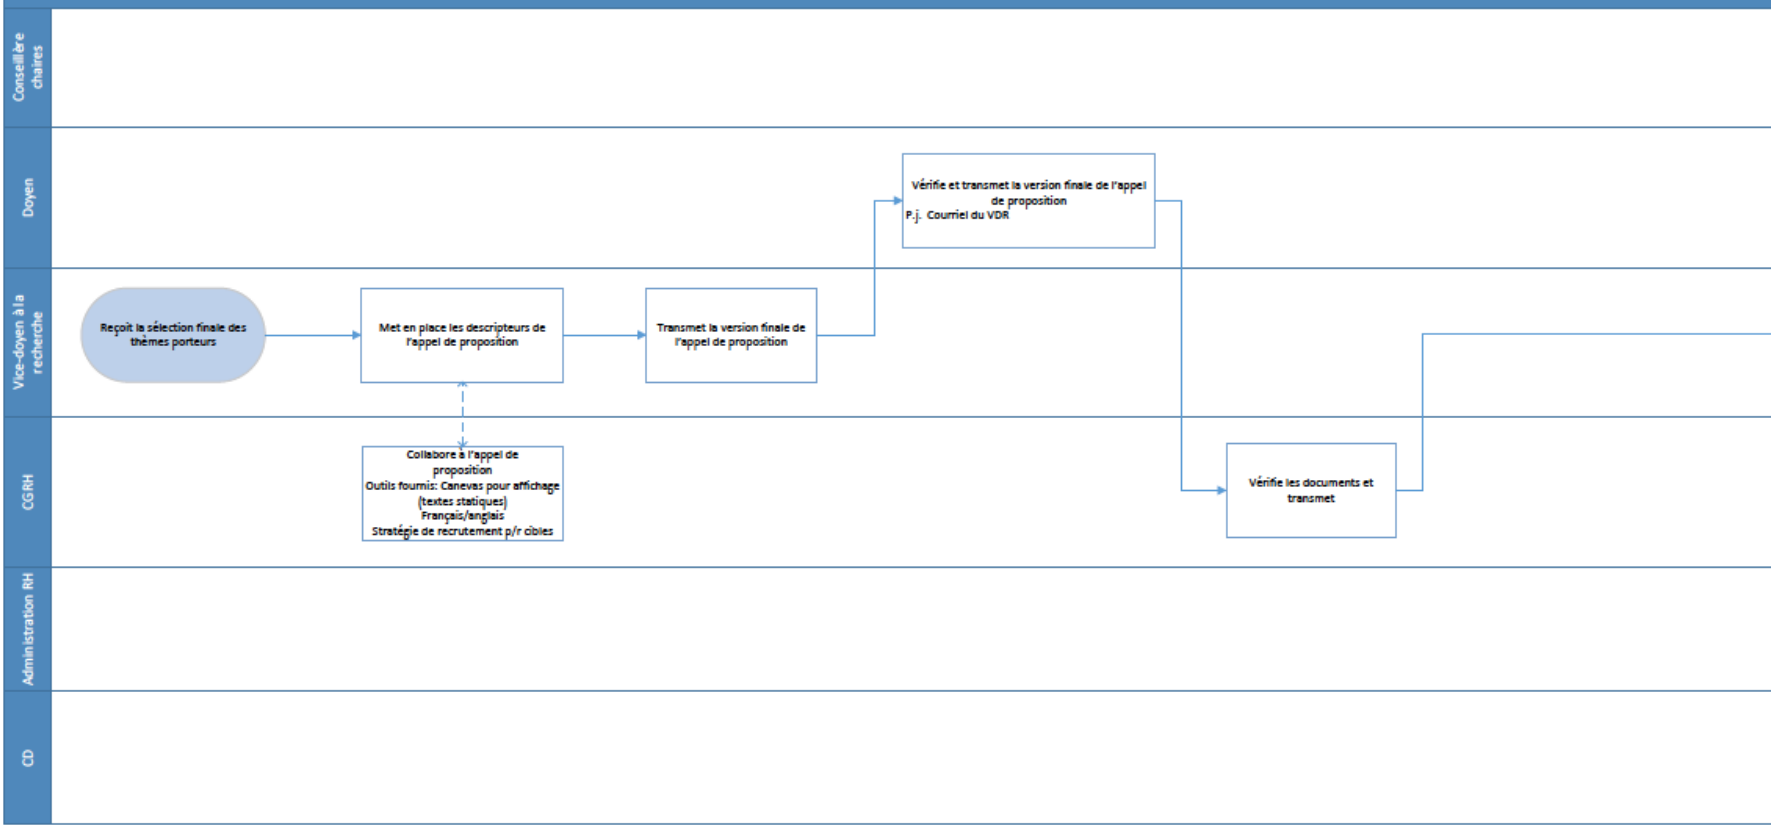 Conseillère
chaires
Doyen
Vérifie et transmet la version finale de l'appel
de proposition
P.j. Courriel du VDR
Vice-doyen à la
recherche
Reçoit la sélection finale des
thèmes porteurs
Met en place les descripteurs de
l'appel de proposition
Transmet la version finale de
l'appel de proposition
CGRH
Collabore à l'appel de
proposition
Outils fournis: Canevas pour affichage
(textes statiques)
Français/anglais
Stratégie de recrutement p/r cibles
Vérifie les documents et
transmet
Administration RH
CD